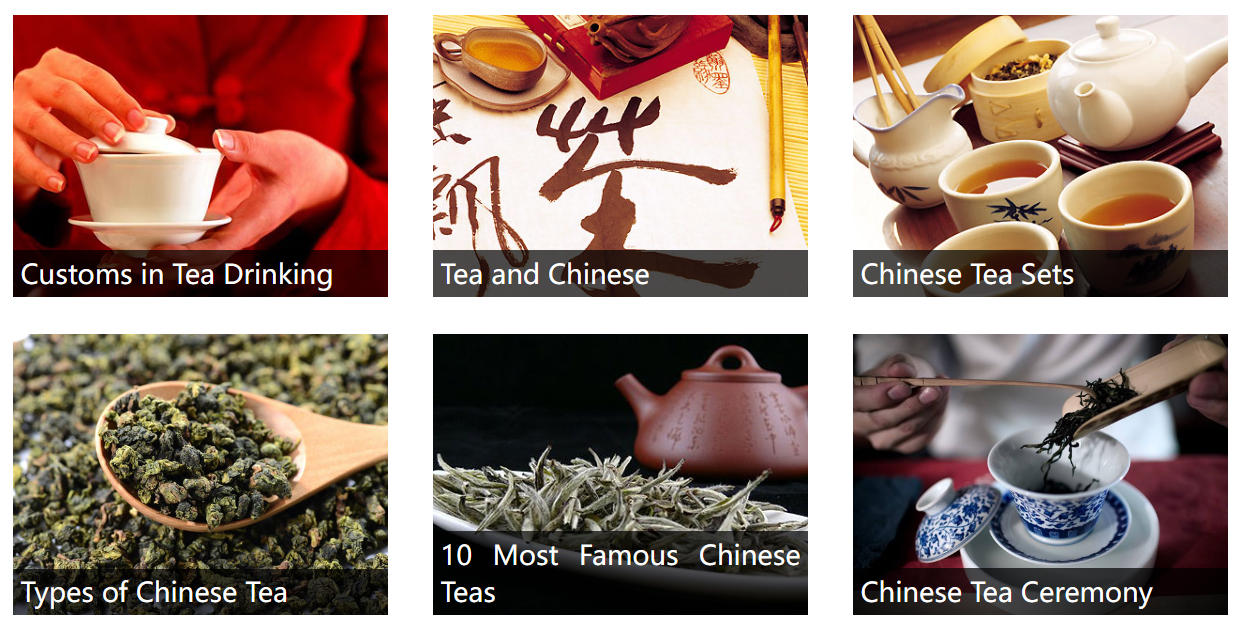 Customs in Tea Drinking
茶
Tea and Chinese
Chinese Tea Sets
Types of Chinese Tea
10 Most Famous Chinese
Teas
Chinese Tea Ceremony